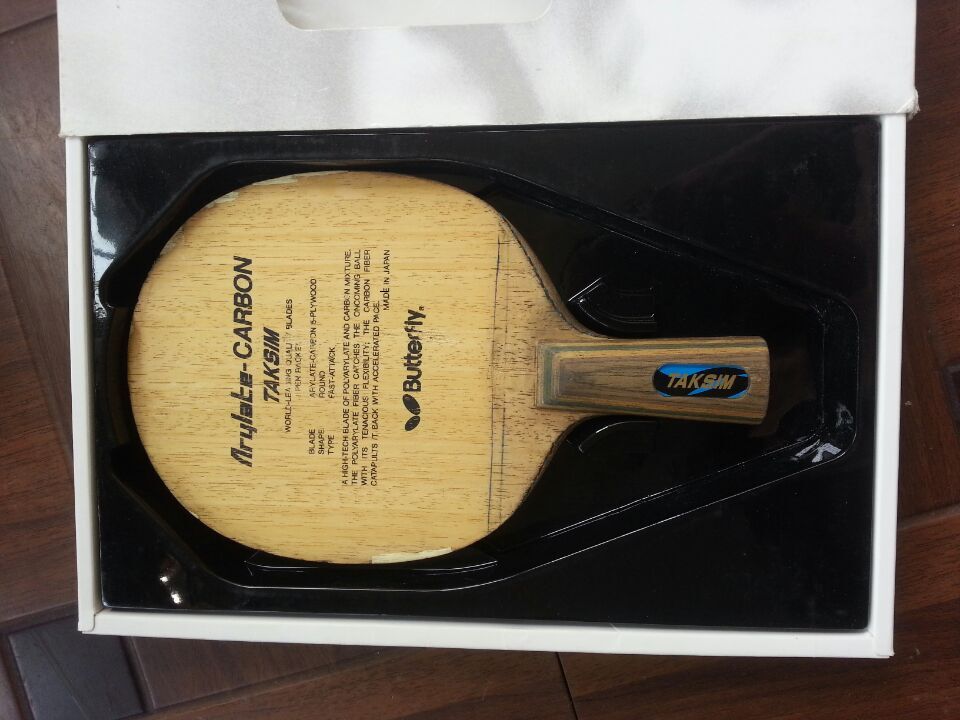 Arylate-CARBON
TAKSIM
WORLD-LEADING QUALITY BLADES
BLADE ARYLATE-CARBON 5-PLYWOOD
SHAPE ROUND
TYPE FAST-ATTACK
A HIGH-TECH BLADE OF POLYARYLATE AND CARBON MIXTURE.
THE POLYARYLATE FIBER CATCHES THE ONCOMING BALL
WITH ITS TENACIOUS FLEXIBILITY; THE CARBON FIBER
CATAPULTS IT BACK WITH ACCELERATED PACE.
MADE IN JAPAN
Butterfly®
TAKSIM